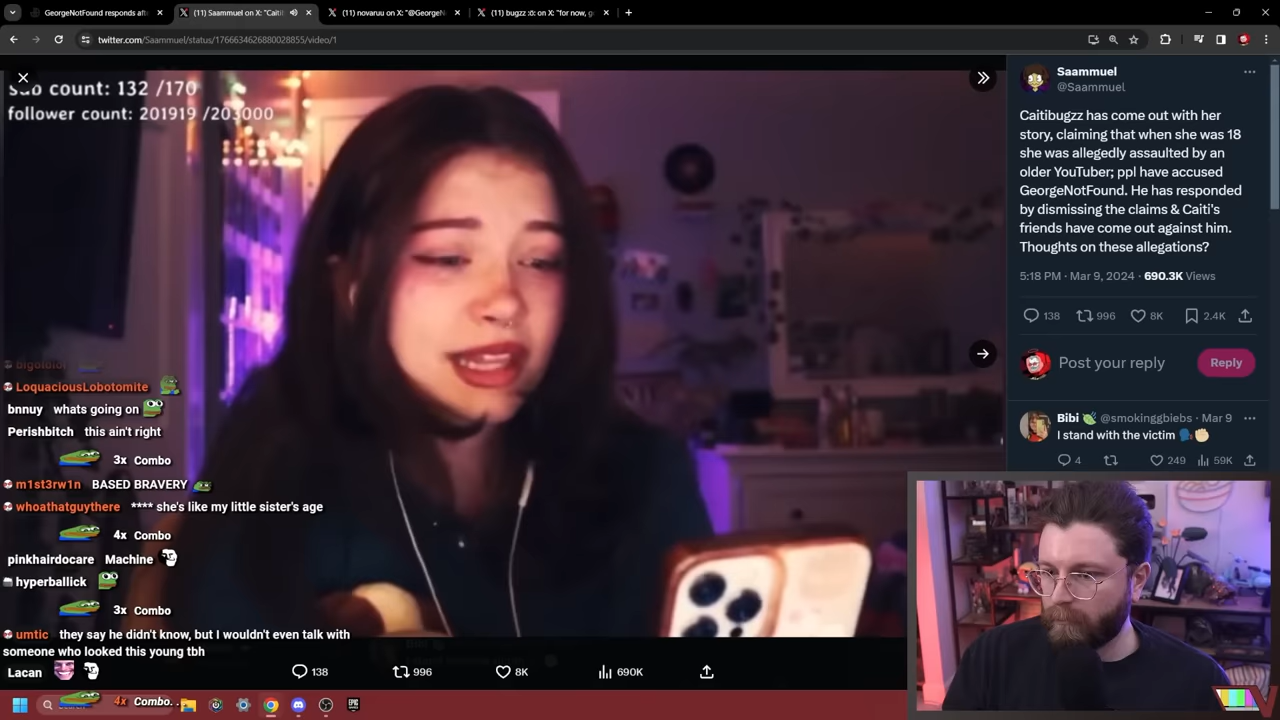 GeorgeNotFound responds aft
(11) Saammuel on X: "Caiti
(11) novaruu on X: "@GeorgeN
(11) bugzz :0: on X: "for now, g
twitter.com/Saammuel/status/1766634626880028855/video/1
sub count: 132 /170
follower count: 201919 /203000
Saammuel
@Saammuel
Caitibugzz has come out with her
story, claiming that when she was 18
she was allegedly assaulted by an
older YouTuber; ppl have accused
GeorgeNotFound. He has responded
by dismissing the claims & Caiti's
friends have come out against him.
Thoughts on these allegations?
5:18 PM · Mar 9, 2024 · 690.3K Views
138 996 8K 2.4K
Post your reply
Reply
Bibi @smokinggbiebs · Mar 9
I stand with the victim
4 249 59K
LoquaciousLobotomite
bnnuy whats going on
Perishbitch this ain't right
3x Combo
m1st3rw1n BASED BRAVERY
whoathatguythere **** she's like my little sister's age
4x Combo
pinkhairdocare Machine
hyperballick
3x Combo
umtic they say he didn't know, but I wouldn't even talk with
someone who looked this young tbh
Lacan
138 996 8K 690K
4x Combo
EPIC